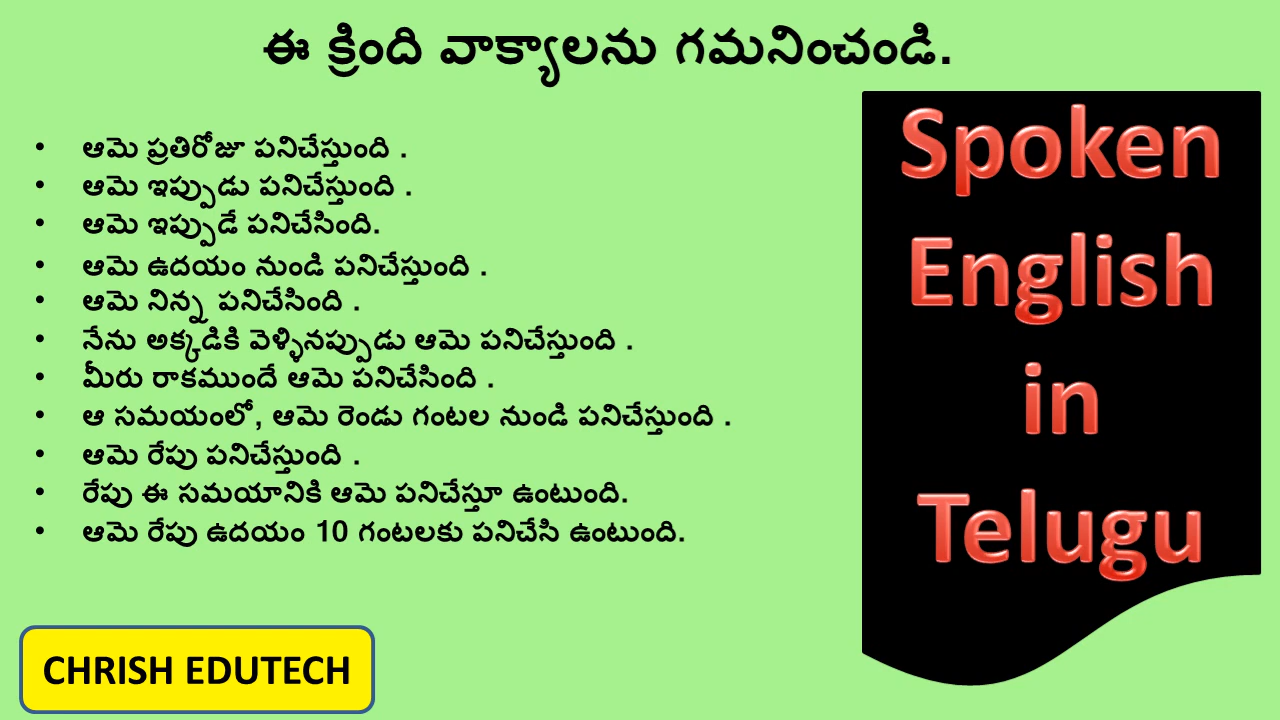 ఈ క్రింది వాక్యాలను గమనించండి.
• ఆమె ప్రతిరోజూ పనిచేస్తుంది .
• ఆమె ఇప్పుడు పనిచేస్తుంది .
• ఆమె ఇప్పుడే పనిచేసింది.
• ఆమె ఉదయం నుండి పనిచేస్తుంది .
• ఆమె నిన్న పనిచేసింది .
• నేను అక్కడికి వెళ్ళినప్పుడు ఆమె పనిచేస్తుంది .
• మీరు రాకముందే ఆమె పనిచేసింది .
• ఆ సమయంలో, ఆమె రెండు గంటల నుండి పనిచేస్తుంది .
• ఆమె రేపు పనిచేస్తుంది .
• రేపు ఈ సమయానికి ఆమె పనిచేస్తూ ఉంటుంది.
• ఆమె రేపు ఉదయం 10 గంటలకు పనిచేసి ఉంటుంది.
Spoken
English
in
Telugu
CHRISH EDUTECH